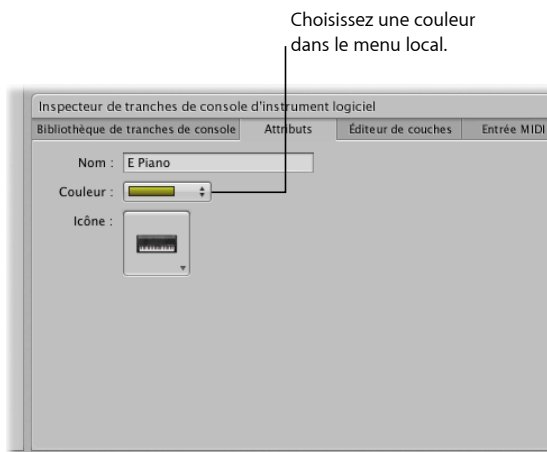 Choisissez une couleur
dans le menu local.
Inspecteur de tranches de console d'instrument logiciel
Bibliothèque de tranches de console Attributs Éditeur de couches Entrée MIDI
Nom : E Piano
Couleur :
Icône :